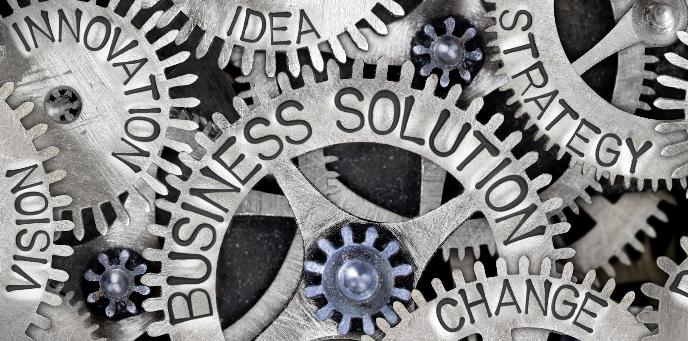 INNOVATION
IDEA
STRATEGY
BUSINESS SOLUTION
VISION
CHANGE